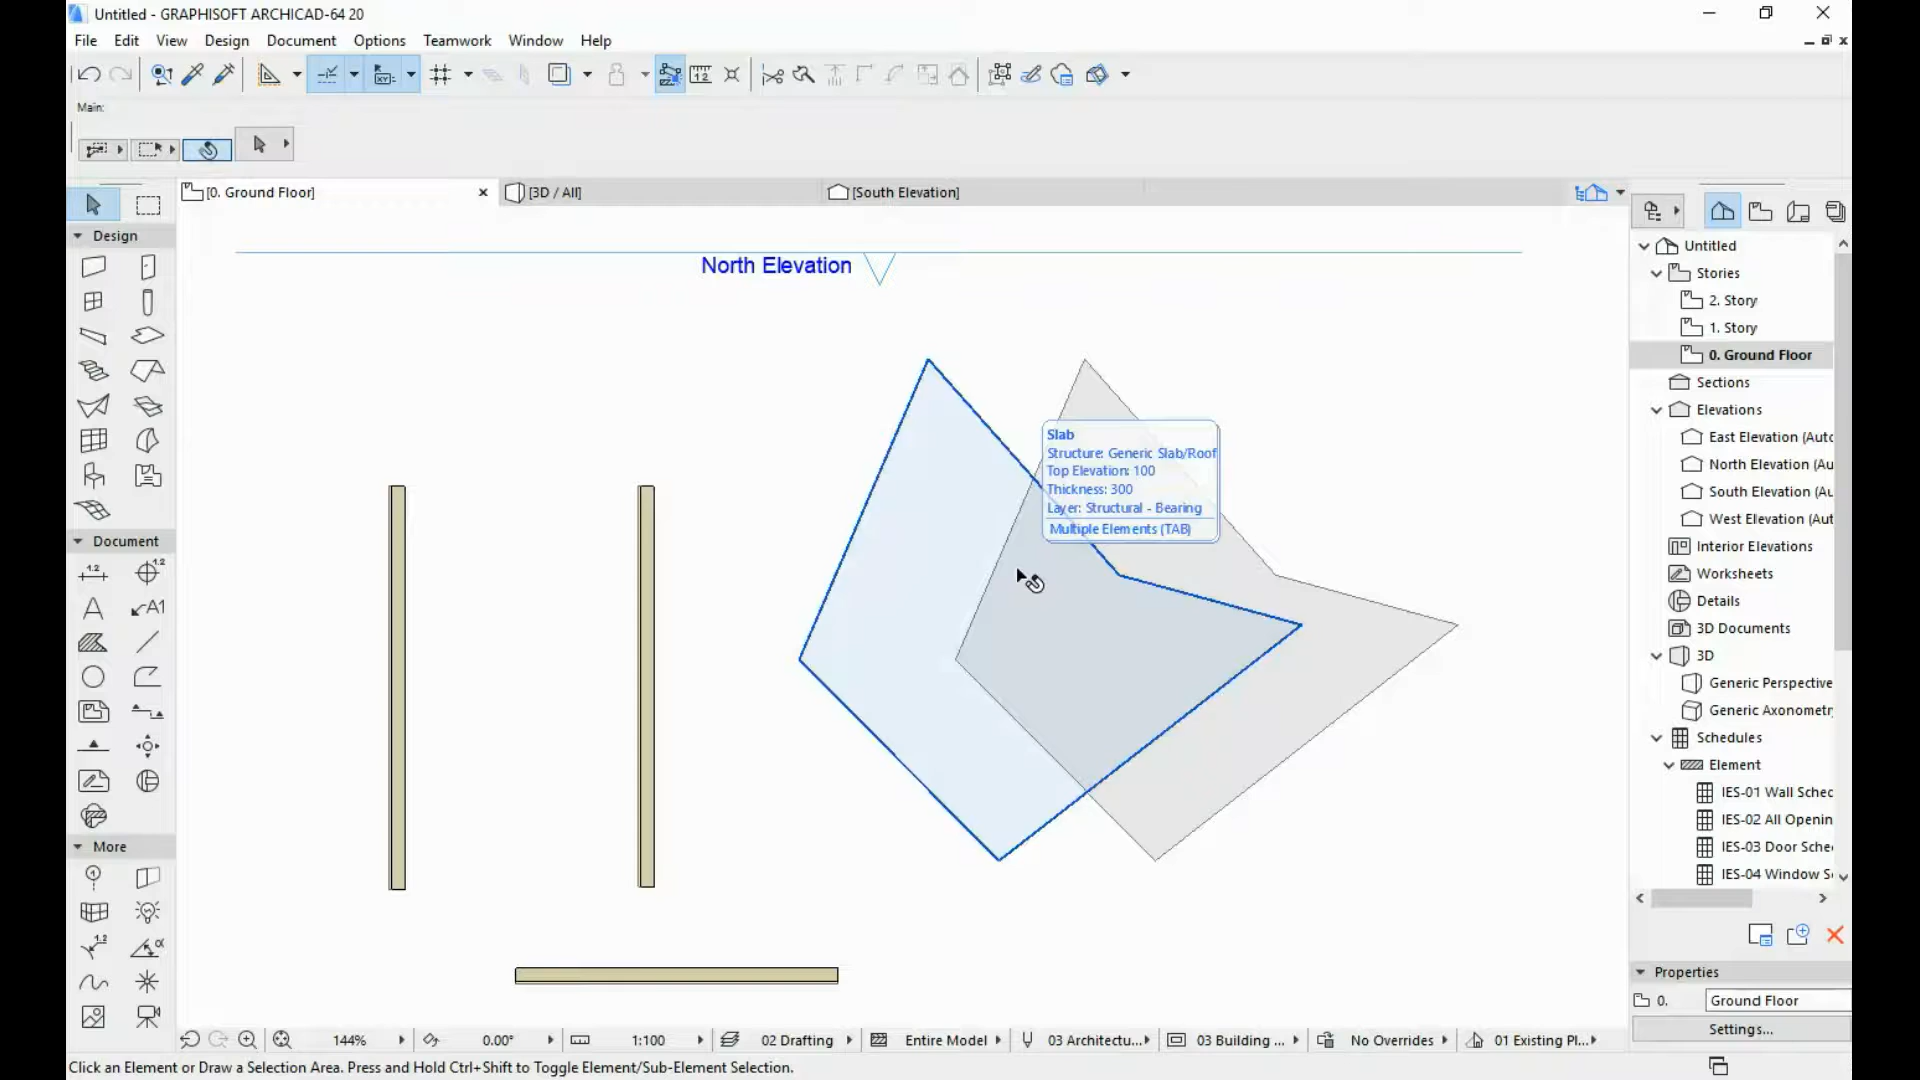 Untitled - GRAPHISOFT ARCHICAD-64 20
File Edit View Design Document Options Teamwork Window Help
Main:
[0. Ground Floor]
[3D / All]
[South Elevation]
Design
Document
More
North Elevation
Slab
Structure: Generic Slab/Roof
Top Elevation: 100
Thickness: 300
Layer: Structural - Bearing
Multiple Elements (TAB)
Untitled
Stories
2. Story
1. Story
0. Ground Floor
Sections
Elevations
East Elevation (Auto
North Elevation (Au
South Elevation (Au
West Elevation (Aut
Interior Elevations
Worksheets
Details
3D Documents
3D
Generic Perspective
Generic Axonometr
Schedules
Element
IES-01 Wall Sched
IES-02 All Openin
IES-03 Door Sche
IES-04 Window S
Properties
0. Ground Floor
Settings...
144% 0.00° 1:100 02 Drafting Entire Model 03 Architectu... 03 Building ... No Overrides 01 Existing Pl...
Click an Element or Draw a Selection Area. Press and Hold Ctrl+Shift to Toggle Element/Sub-Element Selection.